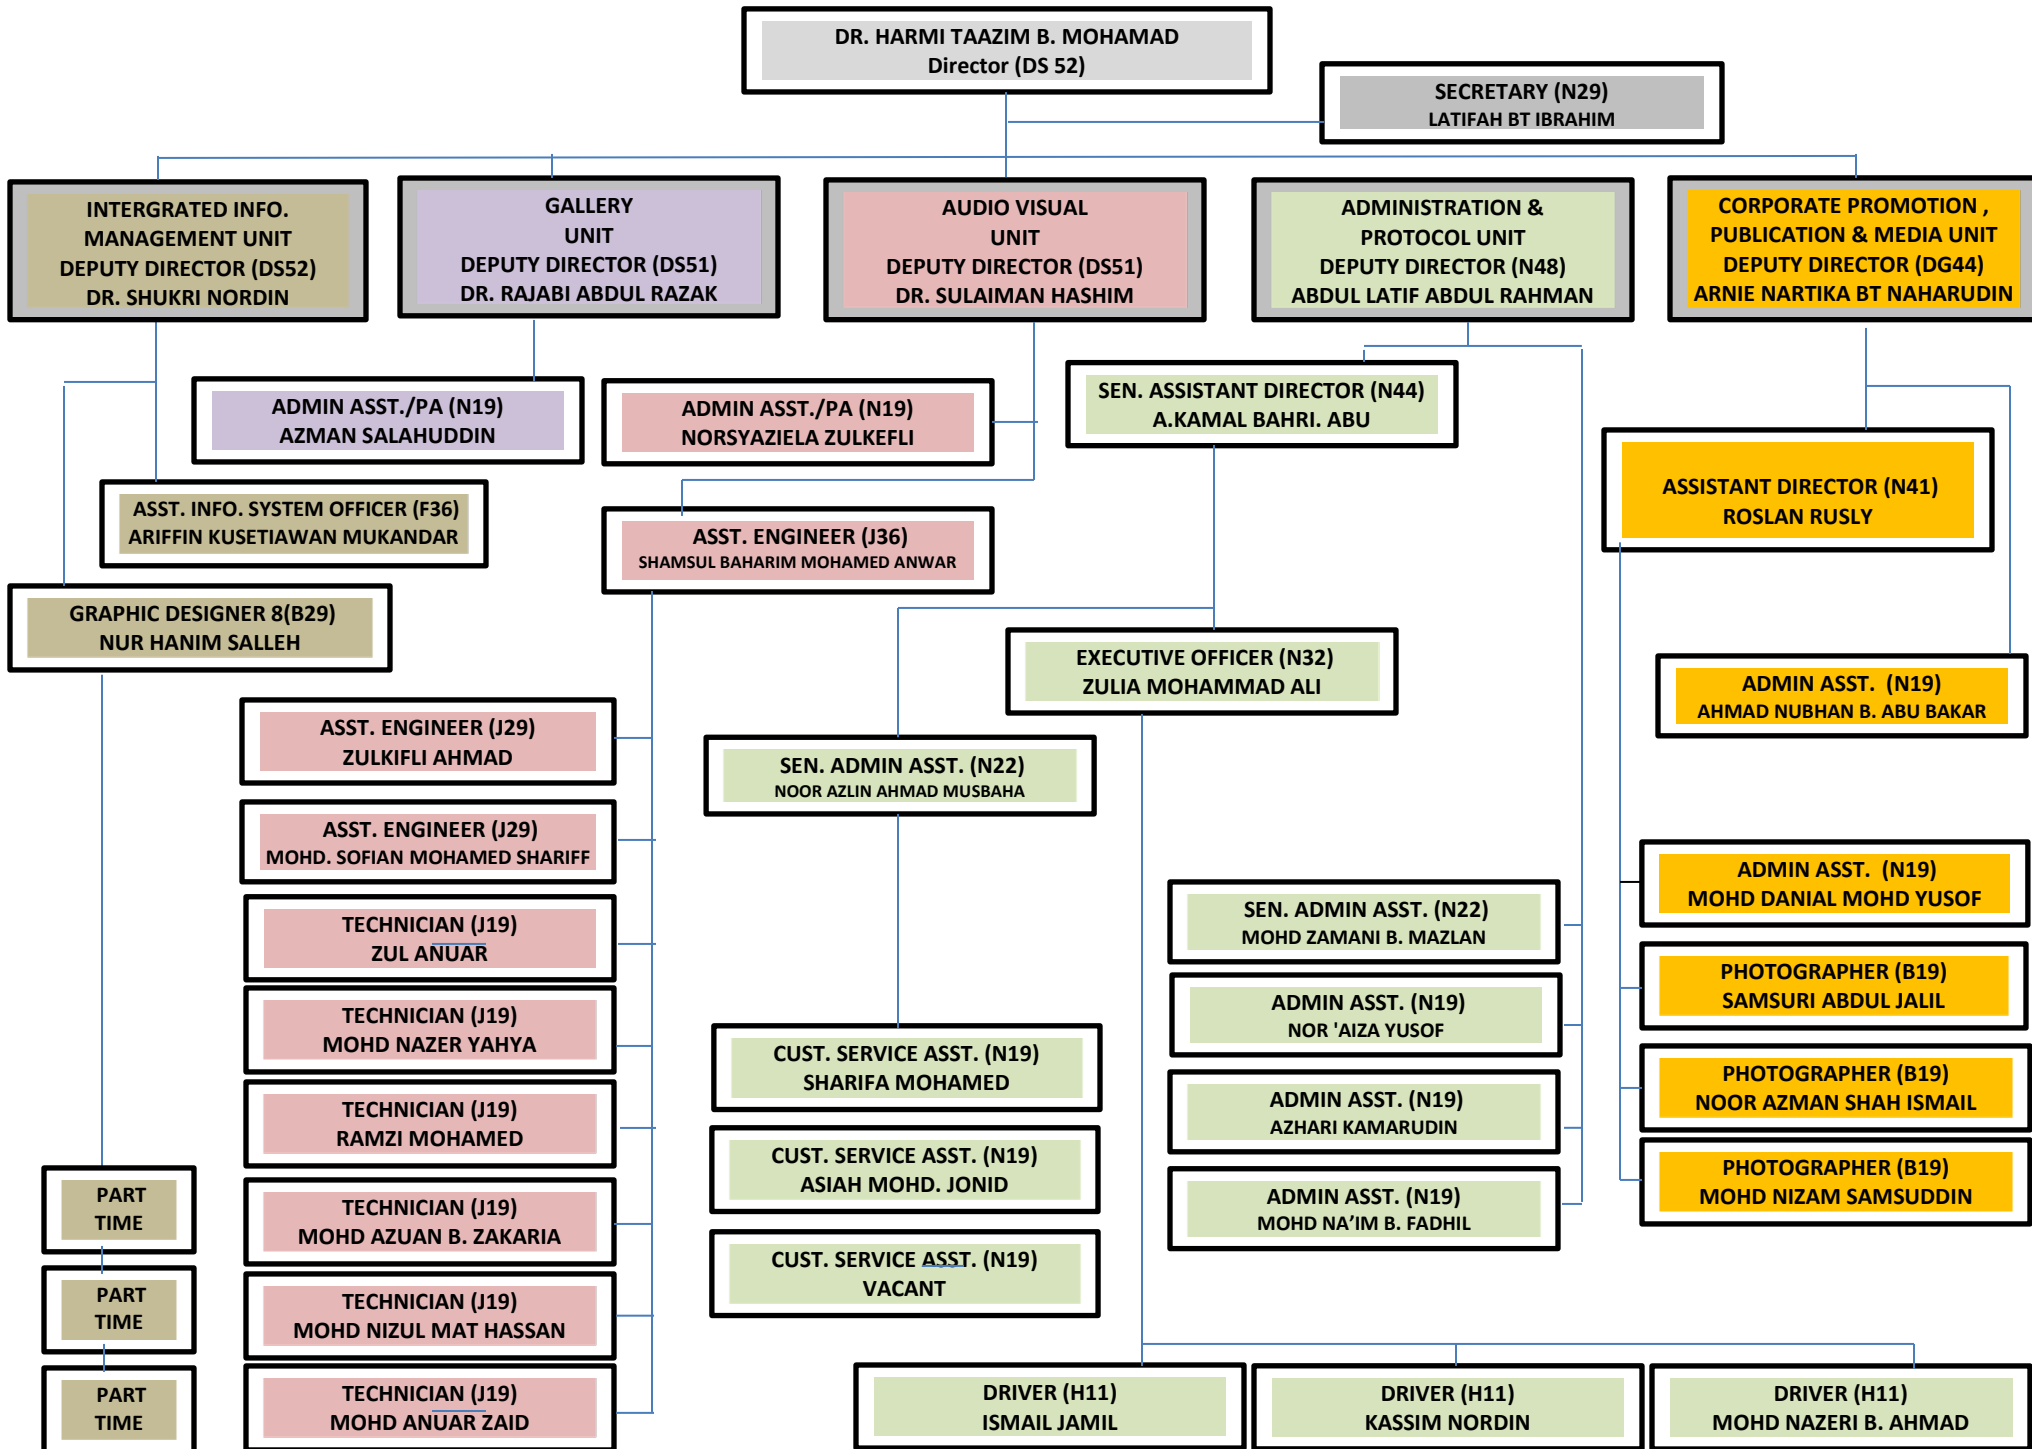 DR. HARMI TAAZIM B. MOHAMAD
Director (DS 52)
SECRETARY (N29)
LATIFAH BT IBRAHIM
INTERGRATED INFO.
MANAGEMENT UNIT
DEPUTY DIRECTOR (DS52)
DR. SHUKRI NORDIN
GALLERY
UNIT
DEPUTY DIRECTOR (DS51)
DR. RAJABI ABDUL RAZAK
AUDIO VISUAL
UNIT
DEPUTY DIRECTOR (DS51)
DR. SULAIMAN HASHIM
ADMINISTRATION &
PROTOCOL UNIT
DEPUTY DIRECTOR (N48)
ABDUL LATIF ABDUL RAHMAN
CORPORATE PROMOTION ,
PUBLICATION & MEDIA UNIT
DEPUTY DIRECTOR (DG44)
ARNIE NARTIKA BT NAHARUDIN
ADMIN ASST./PA (N19)
AZMAN SALAHUDDIN
ADMIN ASST./PA (N19)
NORSYAZIELA ZULKEFLI
SEN. ASSISTANT DIRECTOR (N44)
A.KAMAL BAHRI. ABU
ASSISTANT DIRECTOR (N41)
ROSLAN RUSLY
ASST. INFO. SYSTEM OFFICER (F36)
ARIFFIN KUSETIAWAN MUKANDAR
ASST. ENGINEER (J36)
SHAMSUL BAHARIM MOHAMED ANWAR
GRAPHIC DESIGNER 8(B29)
NUR HANIM SALLEH
EXECUTIVE OFFICER (N32)
ZULIA MOHAMMAD ALI
ADMIN ASST.  (N19)
AHMAD NUBHAN B. ABU BAKAR
ASST. ENGINEER (J29)
ZULKIFLI AHMAD
SEN. ADMIN ASST. (N22)
NOOR AZLIN AHMAD MUSBAHA
ASST. ENGINEER (J29)
MOHD. SOFIAN MOHAMED SHARIFF
ADMIN ASST.  (N19)
MOHD DANIAL MOHD YUSOF
TECHNICIAN (J19)
ZUL ANUAR
SEN. ADMIN ASST. (N22)
MOHD ZAMANI B. MAZLAN
PHOTOGRAPHER (B19)
SAMSURI ABDUL JALIL
TECHNICIAN (J19)
MOHD NAZER YAHYA
ADMIN ASST. (N19)
NOR 'AIZA YUSOF
CUST. SERVICE ASST. (N19)
SHARIFA MOHAMED
PHOTOGRAPHER (B19)
NOOR AZMAN SHAH ISMAIL
TECHNICIAN (J19)
RAMZI MOHAMED
ADMIN ASST. (N19)
AZHARI KAMARUDIN
CUST. SERVICE ASST. (N19)
ASIAH MOHD. JONID
PHOTOGRAPHER (B19)
MOHD NIZAM SAMSUDDIN
PART
TIME
TECHNICIAN (J19)
MOHD AZUAN B. ZAKARIA
ADMIN ASST. (N19)
MOHD NA’IM B. FADHIL
CUST. SERVICE ASST. (N19)
VACANT
PART
TIME
TECHNICIAN (J19)
MOHD NIZUL MAT HASSAN
PART
TIME
TECHNICIAN (J19)
MOHD ANUAR ZAID
DRIVER (H11)
ISMAIL JAMIL
DRIVER (H11)
KASSIM NORDIN
DRIVER (H11)
MOHD NAZERI B. AHMAD